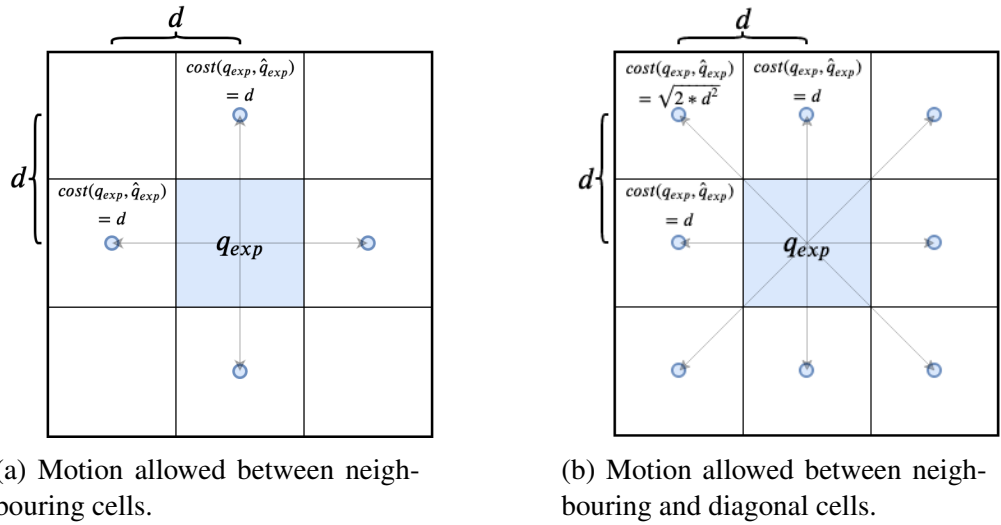 d
d
cost(q_exp, q̂_exp)
= d
cost(q_exp, q̂_exp)
= d
q_exp
(a) Motion allowed between neigh-
bouring cells.
d
d
cost(q_exp, q̂_exp)
= √2 * d²
cost(q_exp, q̂_exp)
= d
cost(q_exp, q̂_exp)
= d
q_exp
(b) Motion allowed between neigh-
bouring and diagonal cells.